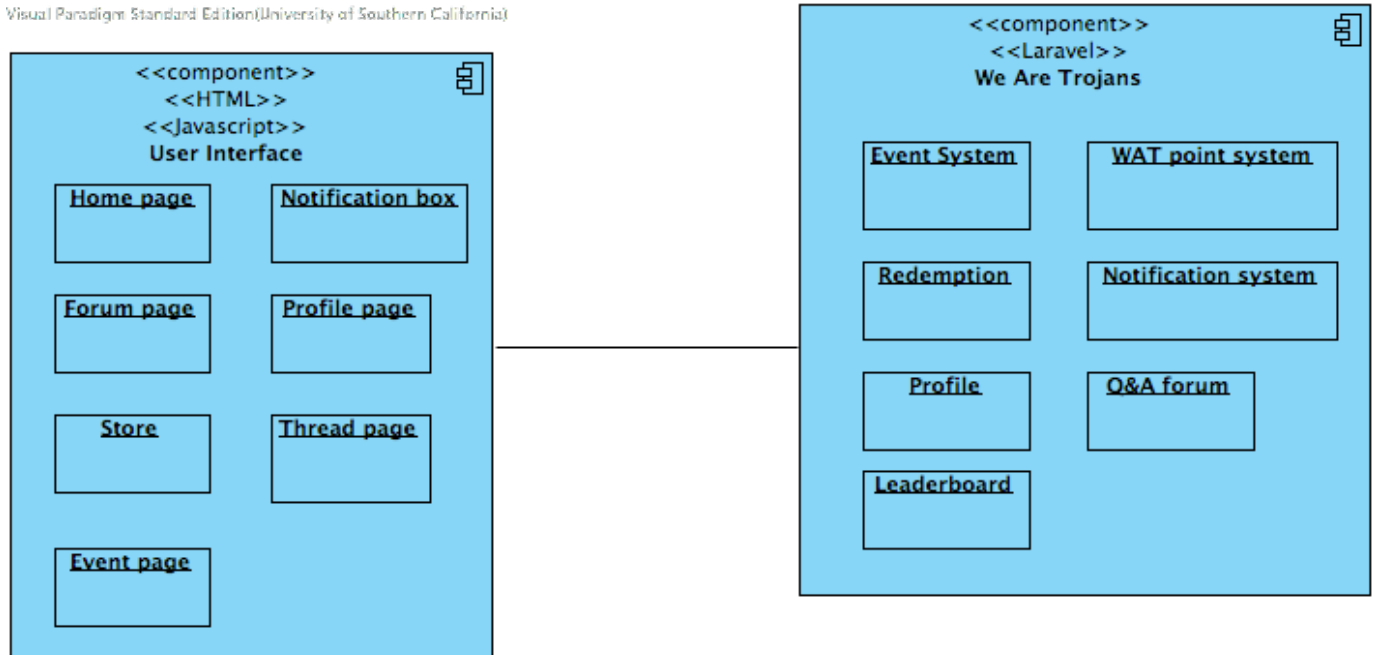 Visual Paradigm Standard Edition(University of Southern California)
<<component>>
<<HTML>>
<<Javascript>>
User Interface
Home page
Notification box
Forum page
Profile page
Store
Thread page
Event page
<<component>>
<<Laravel>>
We Are Trojans
Event System
WAT point system
Redemption
Notification system
Profile
Q&A forum
Leaderboard